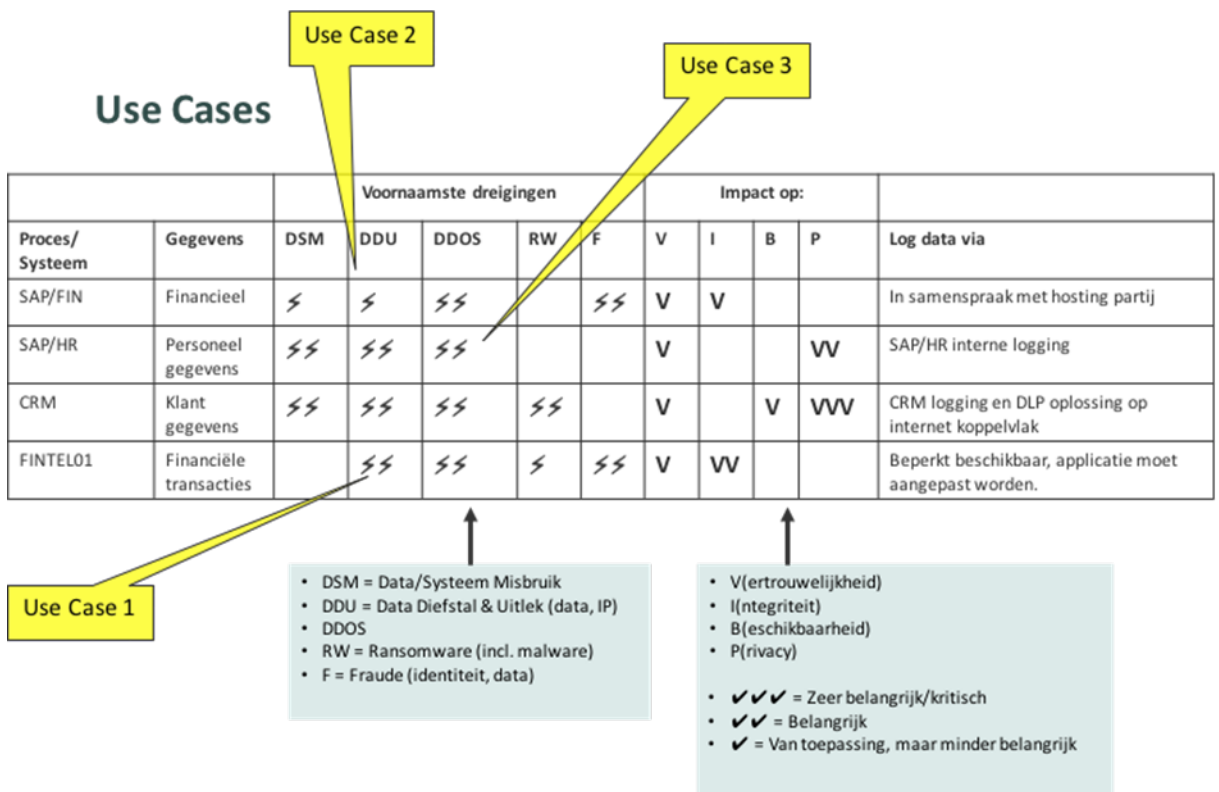 Use Case 2
Use Case 3
Use Cases
Voornaamste dreigingen Impact op:
Proces/ Gegevens DSM DDU DDOS RW F V I B P Log data via
Systeem
SAP/FIN Financieel ⚡ ⚡ ⚡⚡ ⚡⚡ V V In samenspraak met hosting partij
SAP/HR Personeel ⚡⚡ ⚡⚡ ⚡⚡ V VV SAP/HR interne logging
gegevens
CRM Klant ⚡⚡ ⚡⚡ ⚡⚡ ⚡⚡ V V VVV CRM logging en DLP oplossing op
gegevens internet koppelvlak
FINTEL01 Financiële ⚡⚡ ⚡⚡ ⚡ ⚡⚡ V VV Beperkt beschikbaar, applicatie moet
transacties aangepast worden.
Use Case 1
• DSM = Data/Systeem Misbruik
• DDU = Data Diefstal & Uitlek (data, IP)
• DDOS
• RW = Ransomware (incl. malware)
• F = Fraude (identiteit, data)
• V(ertrouwelijkheid)
• I(ntegriteit)
• B(eschikbaarheid)
• P(rivacy)
• ✔✔✔ = Zeer belangrijk/kritisch
• ✔✔ = Belangrijk
• ✔ = Van toepassing, maar minder belangrijk